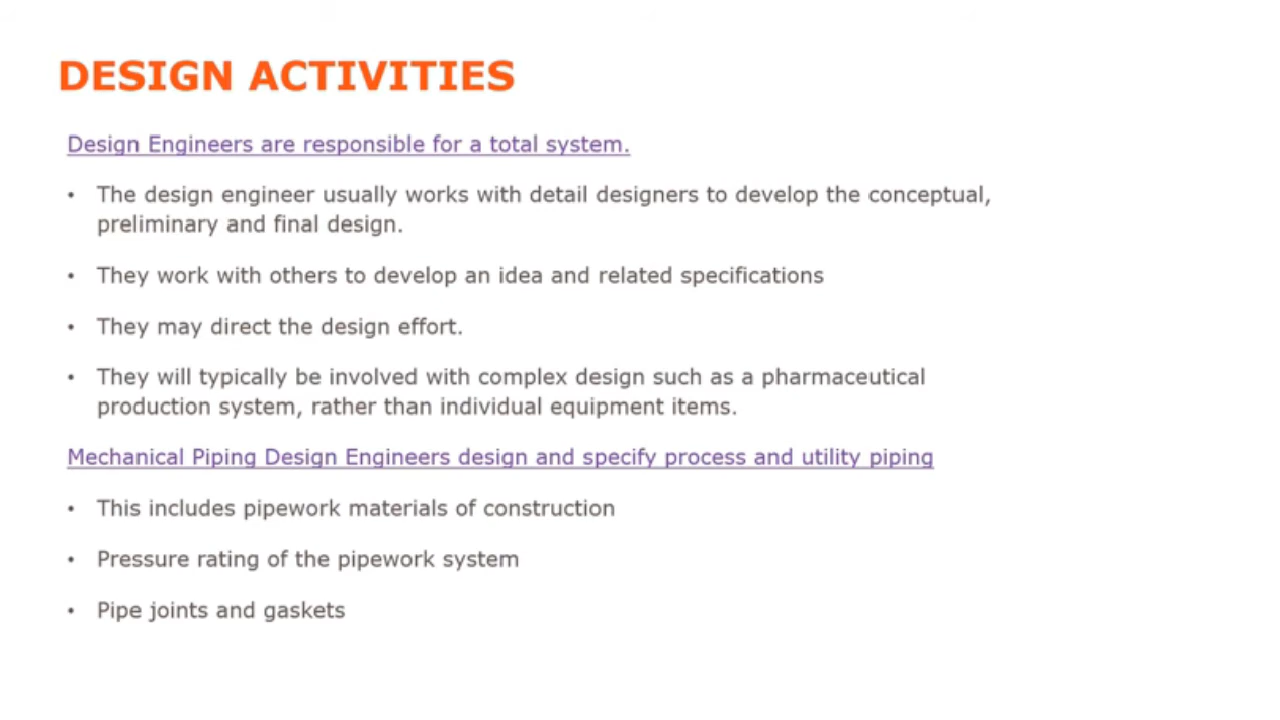 DESIGN ACTIVITIES
Design Engineers are responsible for a total system.
• The design engineer usually works with detail designers to develop the conceptual,
preliminary and final design.
• They work with others to develop an idea and related specifications
• They may direct the design effort.
• They will typically be involved with complex design such as a pharmaceutical
production system, rather than individual equipment items.
Mechanical Piping Design Engineers design and specify process and utility piping
• This includes pipework materials of construction
• Pressure rating of the pipework system
• Pipe joints and gaskets